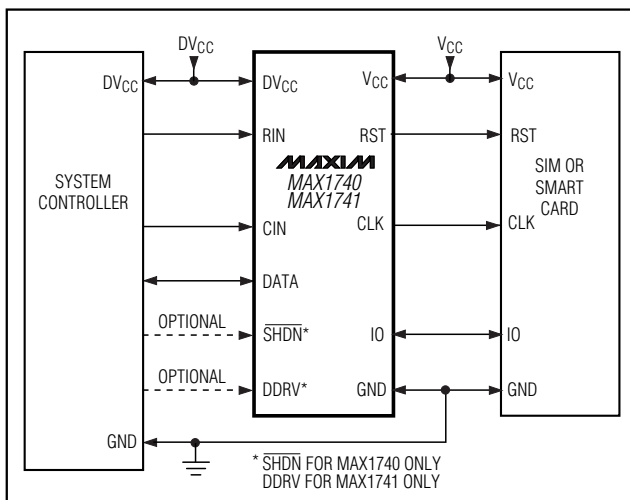 DVCC
VCC
DVCC
DVCC
VCC
VCC
RIN
RST
RST
MAXIM
MAX1740
MAX1741
SYSTEM
CONTROLLER
SIM OR
SMART
CARD
CIN
CLK
CLK
DATA
OPTIONAL
SHDN*
IO
IO
OPTIONAL
DDRV*
GND
GND
GND
* SHDN FOR MAX1740 ONLY
DDRV FOR MAX1741 ONLY